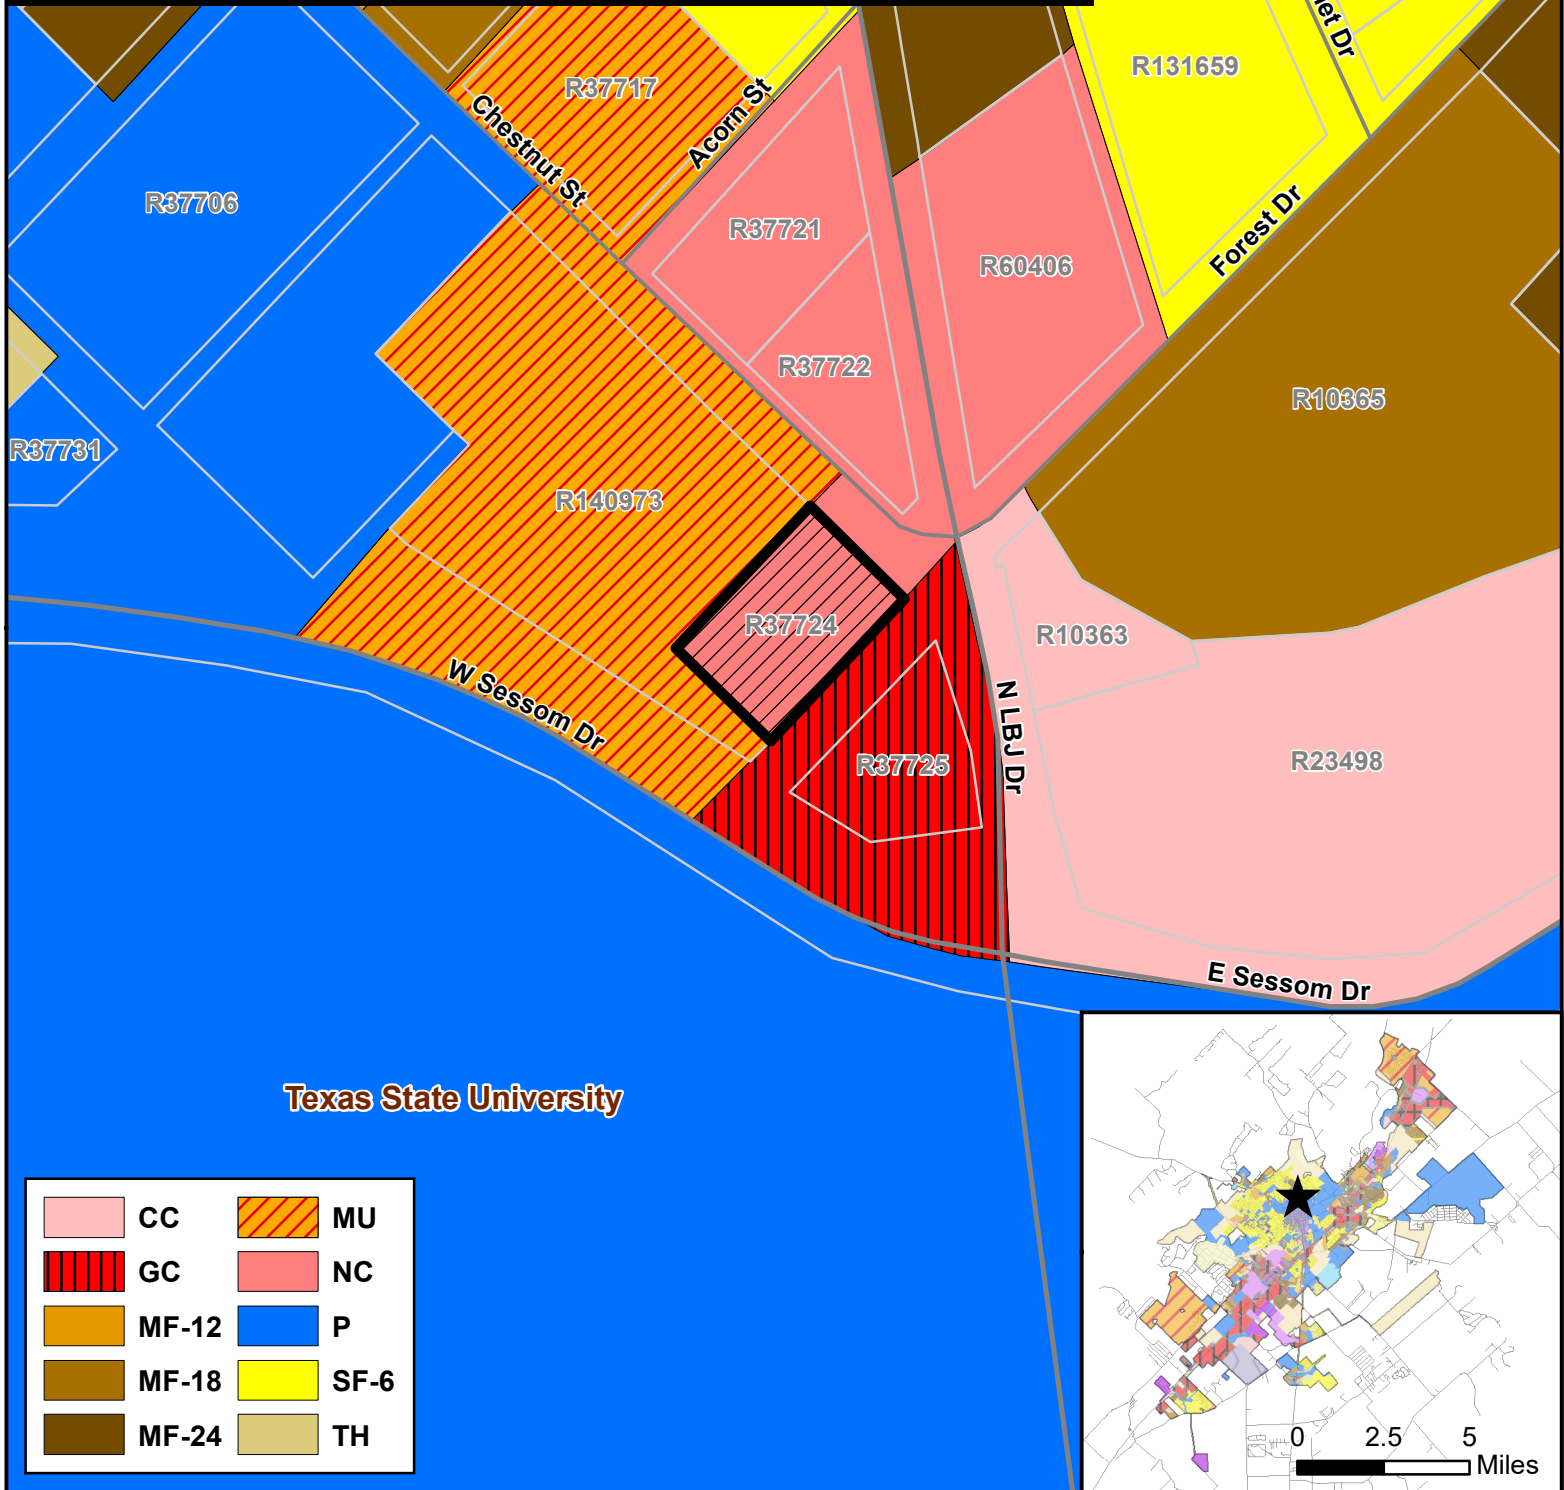 R37717
Chestnut St
Acorn St
R131659
Forest Dr
R37706
R37721
R60406
R37722
R10365
R37731
R140973
R37724
R10363
W Sessom Dr
N LBJ Dr
R37725
R23498
E Sessom Dr
Texas State University
CC
MU
GC
NC
MF-12
P
MF-18
SF-6
MF-24
TH
0 2.5 5
Miles